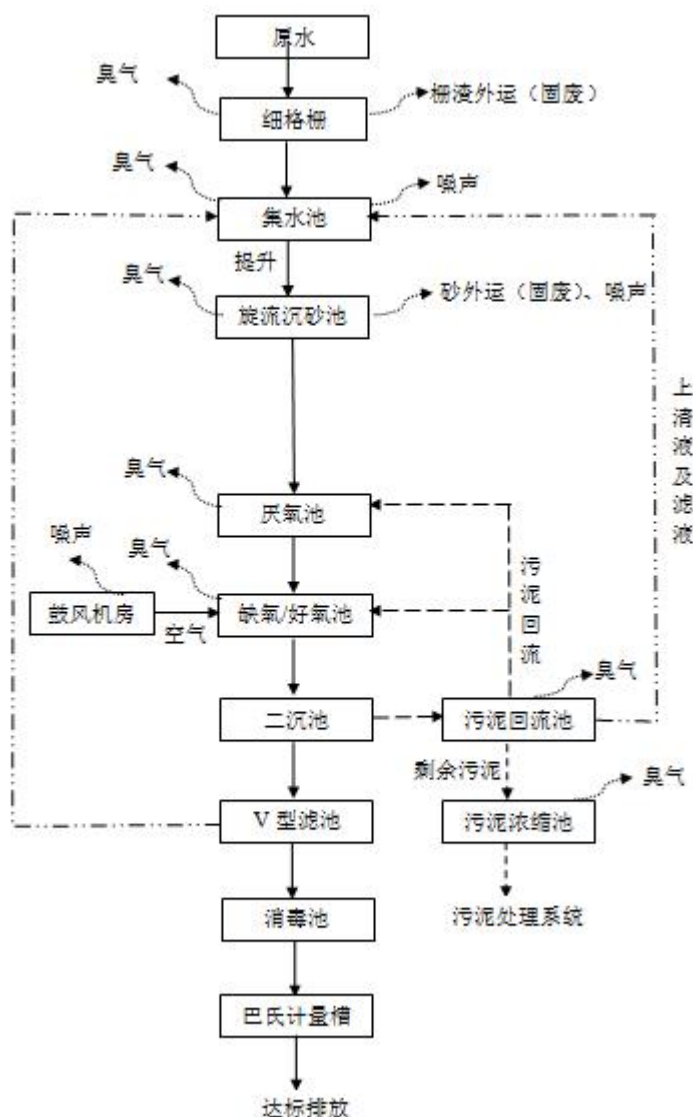 原水
臭气
细格栅
栅渣外运（固废）
臭气
集水池
噪声
提升
臭气
旋流沉砂池
砂外运（固废）、噪声
上清液及滤液
臭气
厌氧池
噪声
臭气
污泥回流
鼓风机房
空气
缺氧/好氧池
臭气
二沉池
污泥回流池
剩余污泥
臭气
V 型滤池
污泥浓缩池
消毒池
污泥处理系统
巴氏计量槽
达标排放